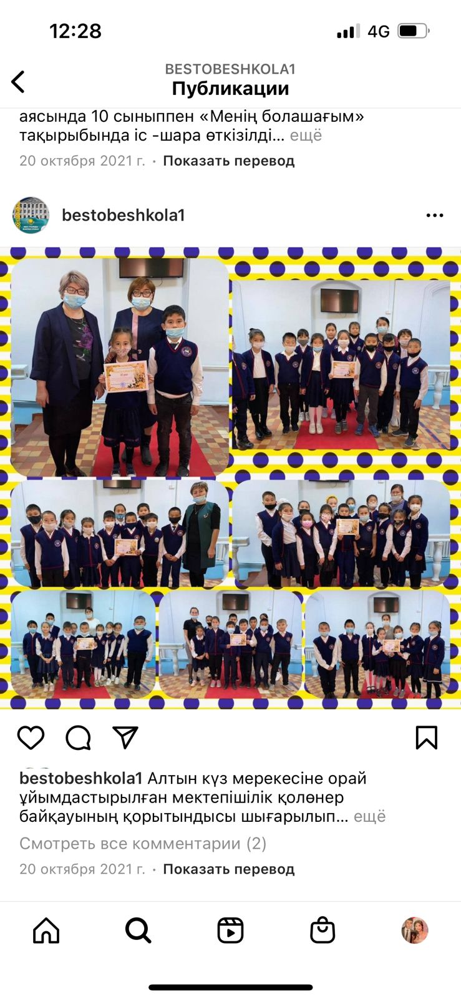 12:28
4G
BESTOBESHKOLA1
Публикации
аясында 10 сыныппен «Менің болашағым»
тақырыбында іс -шара өткізілді... ещё
20 октября 2021 г. · Показать перевод
bestobeshkola1
bestobeshkola1 Алтын күз мерекесіне орай
ұйымдастырылған мектепішілік қолөнер
байқауының қорытындысы шығарылып... ещё
Смотреть все комментарии (2)
20 октября 2021 г. · Показать перевод